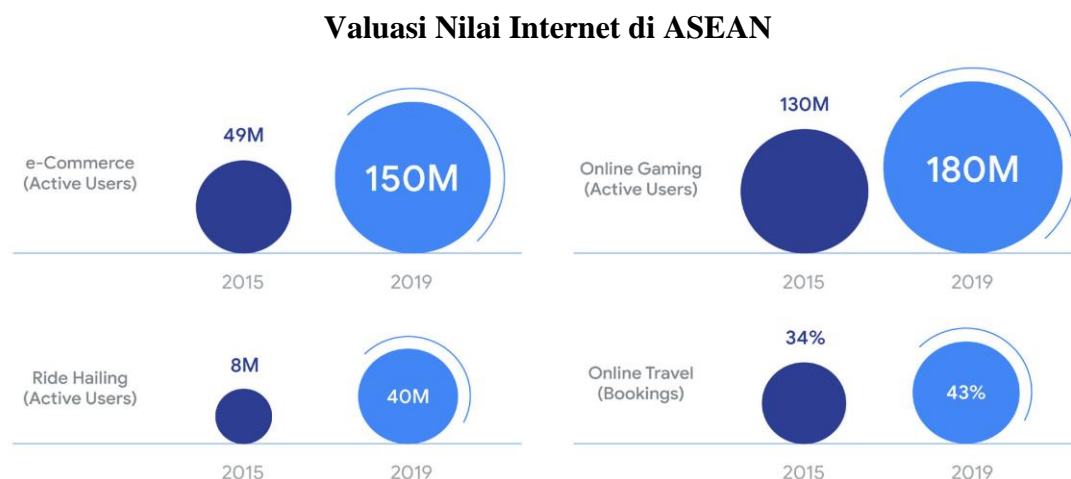 Valuasi Nilai Internet di ASEAN
e-Commerce
(Active Users)
49M
150M
2015
2019
Online Gaming
(Active Users)
130M
180M
2015
2019
Ride Hailing
(Active Users)
8M
40M
2015
2019
Online Travel
(Bookings)
34%
43%
2015
2019